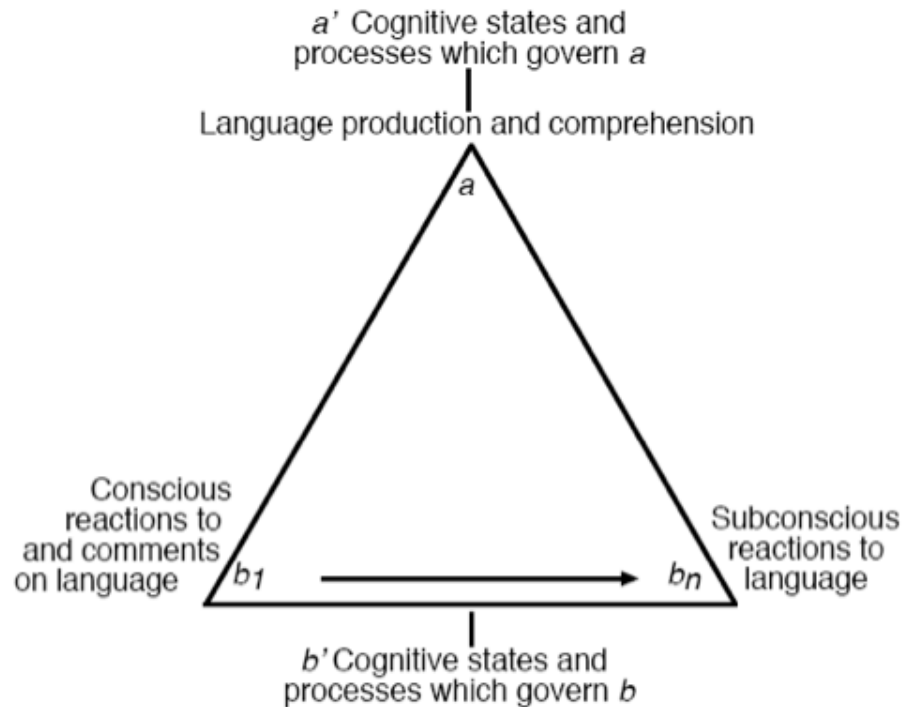 a’ Cognitive states and
processes which govern a
Language production and comprehension
a
Conscious
reactions to
and comments
on language
b1
bn
Subconscious
reactions to
language
b’ Cognitive states and
processes which govern b